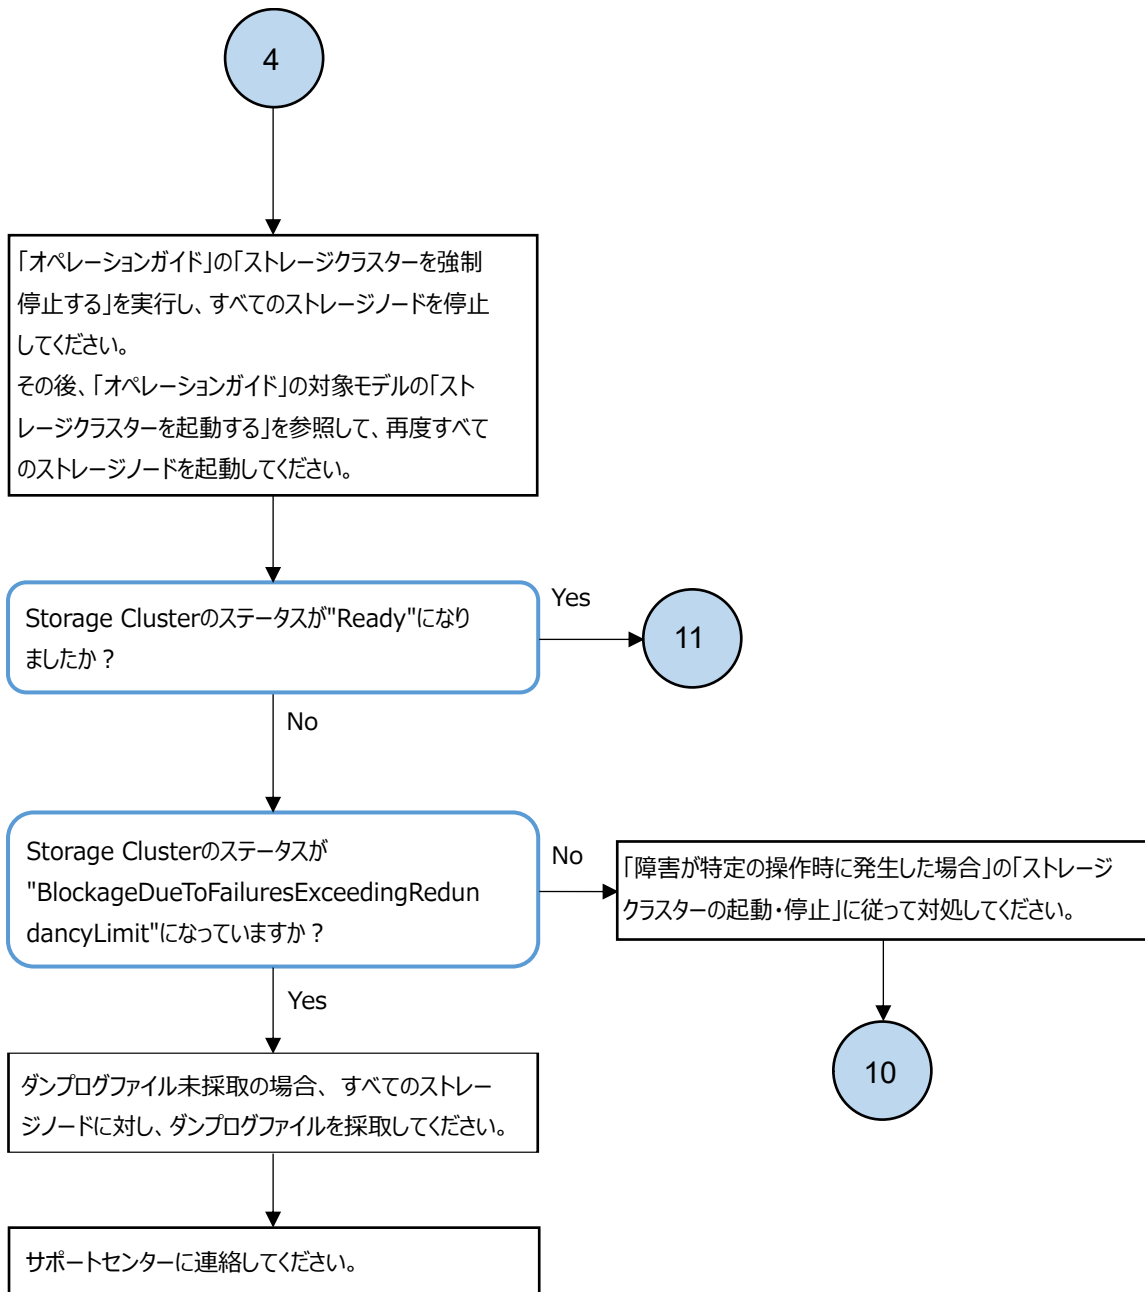 4
「オペレーションガイド」の「ストレージクラスターを強制
停止する」を実行し、すべてのストレージノードを停止
してください。
その後、「オペレーションガイド」の対象モデルの「スト
レージクラスターを起動する」を参照して、再度すべて
のストレージノードを起動してください。
Storage Clusterのステータスが"Ready"になり
ましたか？
Yes
11
No
Storage Clusterのステータスが
"BlockageDueToFailuresExceedingRedun
dancyLimit"になっていますか？
No
「障害が特定の操作時に発生した場合」の「ストレージ
クラスターの起動・停止」に従って対処してください。
Yes
10
ダンプログファイル未採取の場合、すべてのストレー
ジノードに対し、ダンプログファイルを採取してください。
サポートセンターに連絡してください。